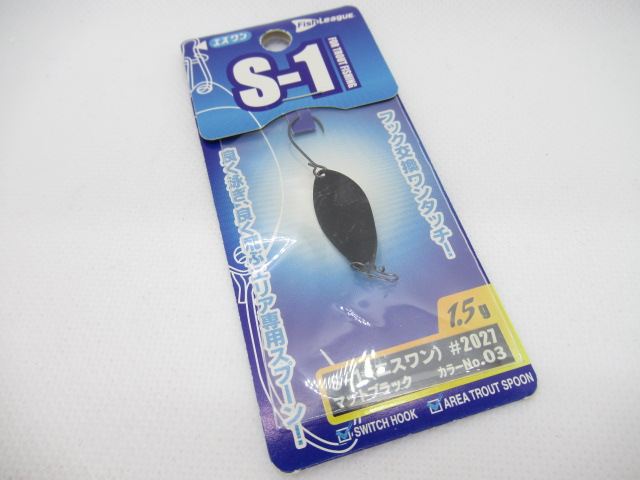 エスワン
Fish League
S-1
FOR TROUT FISHING
フック交換ワンタッチ!
良く泳ぎ・良く飛ぶエリア専用スプーン!
1.5g
エスワン) #2027
マットブラック カラーNo.03
SWITCH HOOK
AREA TROUT SPOON